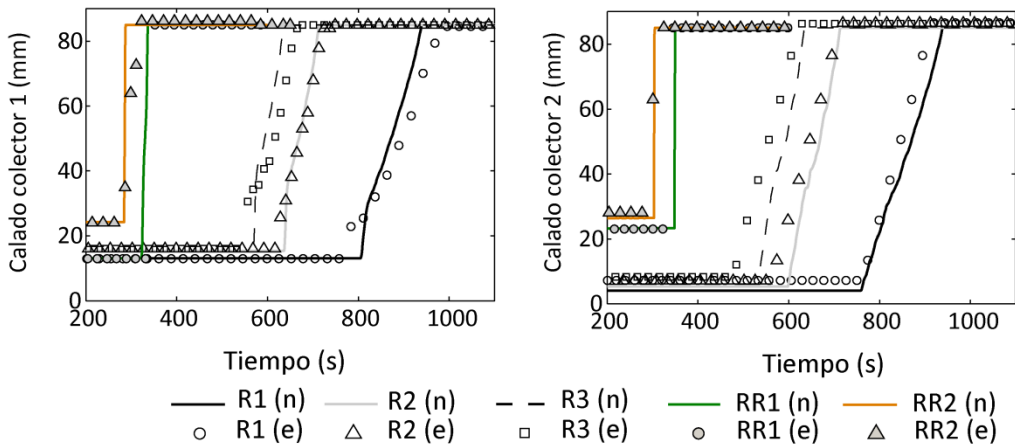 Calado colector 1 (mm)
80
60
40
20
0
200
400
600
800
1000
Tiempo (s)
Calado colector 2 (mm)
80
60
40
20
0
200
400
600
800
1000
Tiempo (s)
R1 (n)
R2 (n)
R3 (n)
RR1 (n)
RR2 (n)
R1 (e)
R2 (e)
R3 (e)
RR1 (e)
RR2 (e)